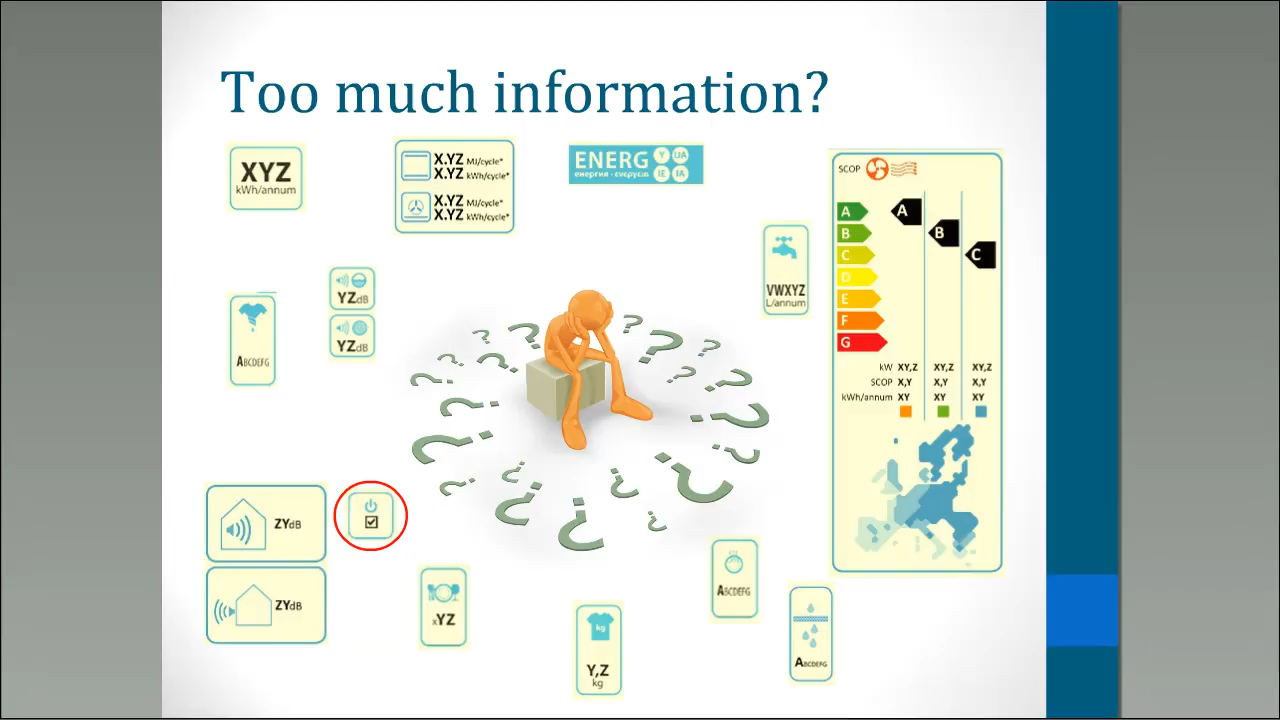 Too much information?
XYZ
kWh/annum
X.YZ MJ/cycle*
X.YZ kWh/cycle*
X.YZ MJ/cycle*
X.YZ kWh/cycle*
ENERG Y UA
енергия · ενεργεια IE IA
SCOP
A A
B B
C C
D
E
F
G
kW XY,Z XY,Z XY,Z
SCOP X,Y X,Y X,Y
kWh/annum XY XY XY
VWXYZ
L/annum
YZdB
YZdB
ABCDEFG
? ? ? ? ? ? ? ? ? ? ? ? ? ? ? ? ? ? ? ?
ZYdB
ZYdB
xYZ
kg
Y,Z
kg
ABCDEFG
ABCDEFG